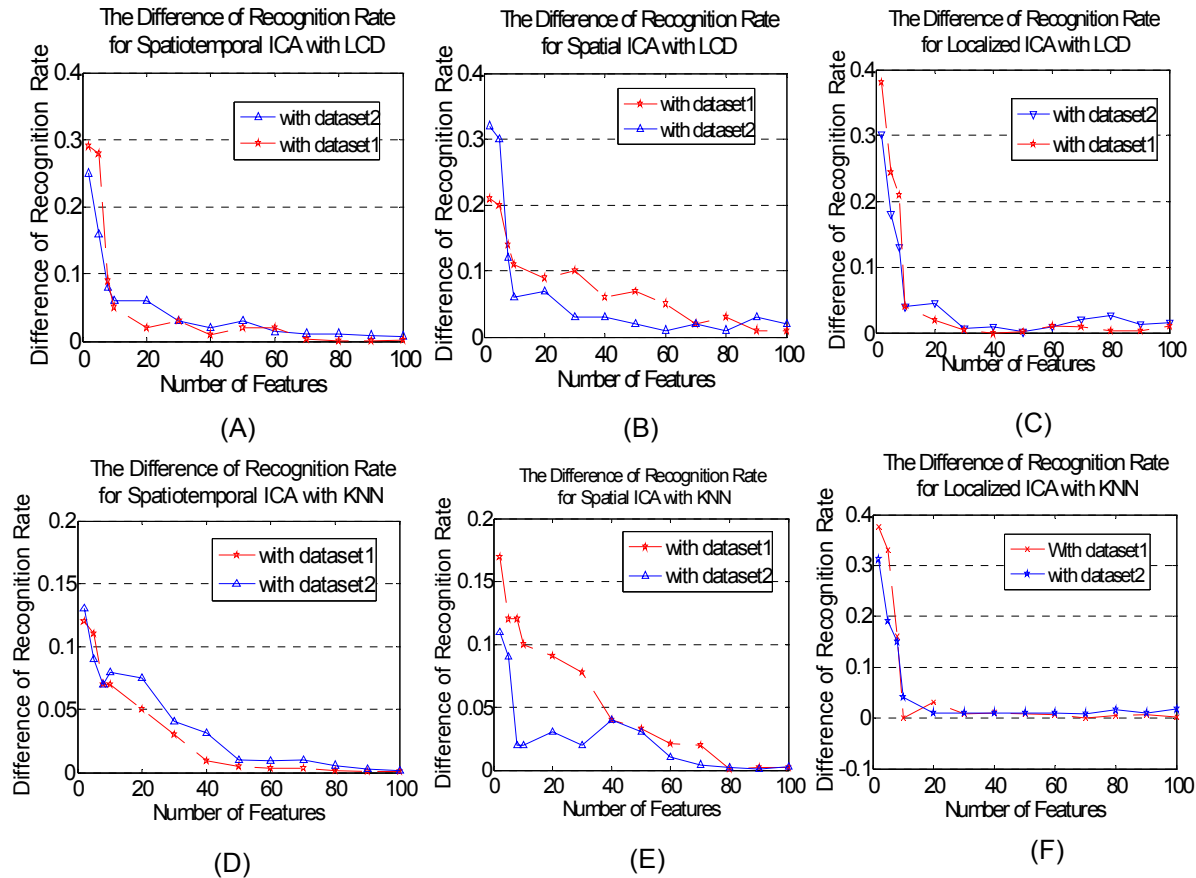 The Difference of Recognition Rate
for Spatiotemporal ICA with LCD
Difference of Recognition Rate
0.4
0.3
0.2
0.1
0
0 20 40 60 80 100
Number of Features
with dataset2
with dataset1
(A)
The Difference of Recognition Rate
for Spatial ICA with LCD
Difference of Recognition Rate
0.4
0.3
0.2
0.1
0
0 20 40 60 80 100
Number of Features
with dataset1
with dataset2
(B)
The Difference of Recognition Rate
for Localized ICA with LCD
Difference of Recognition Rate
0.4
0.3
0.2
0.1
0
0 20 40 60 80 100
Number of Features
with dataset2
with dataset1
(C)
The Difference of Recognition Rate
for Spatiotemporal ICA with KNN
Difference of Recognition Rate
0.2
0.15
0.1
0.05
0
0 20 40 60 80 100
Number of Features
with dataset1
with dataset2
(D)
The Difference of Recognition Rate
for Spatial ICA with KNN
Difference of Recognition Rate
0.2
0.15
0.1
0.05
0
0 20 40 60 80 100
Number of Features
with dataset1
with dataset2
(E)
The Difference of Recognition Rate
for Localized ICA with KNN
Difference of Recognition Rate
0.4
0.3
0.2
0.1
0
-0.1
0 20 40 60 80 100
Number of Features
With dataset1
with dataset2
(F)